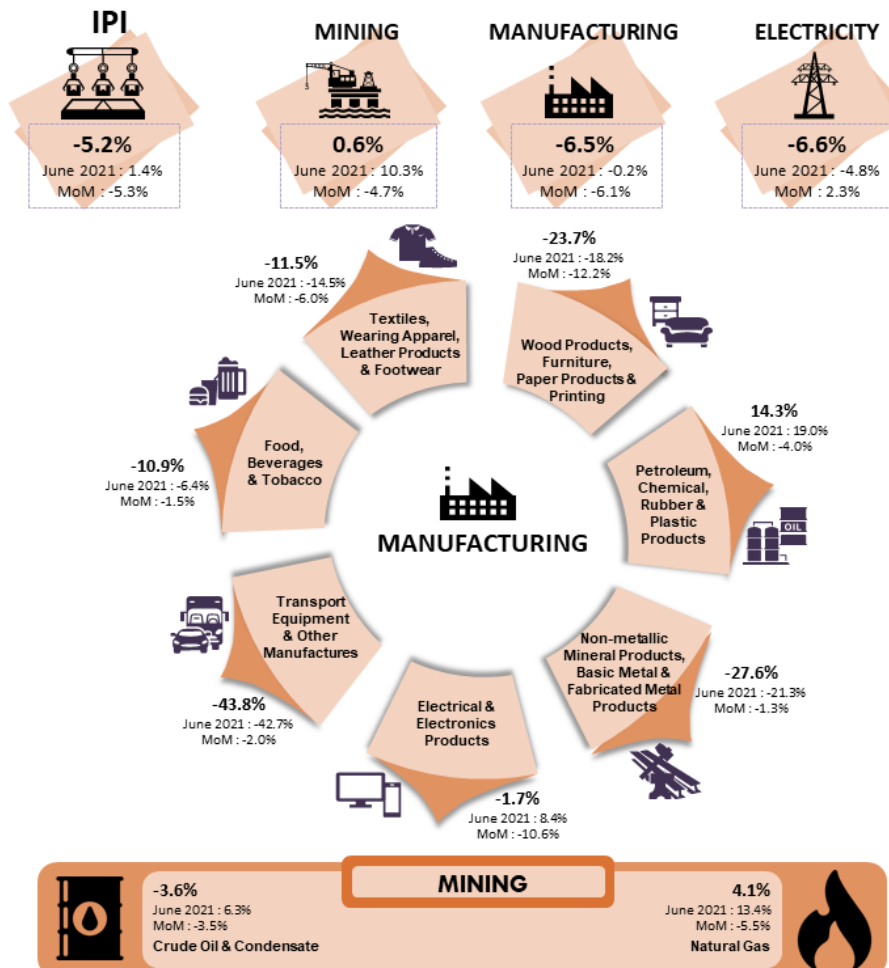 IPI
-5.2%
June 2021 : 1.4%
MoM : -5.3%
MINING
0.6%
June 2021 : 10.3%
MoM : -4.7%
MANUFACTURING
-6.5%
June 2021 : -0.2%
MoM : -6.1%
ELECTRICITY
-6.6%
June 2021 : -4.8%
MoM : 2.3%
-11.5%
June 2021 : -14.5%
MoM : -6.0%
Textiles,
Wearing Apparel,
Leather Products
& Footwear
-23.7%
June 2021 : -18.2%
MoM : -12.2%
Wood Products,
Furniture,
Paper Products &
Printing
14.3%
June 2021 : 19.0%
MoM : -4.0%
Petroleum,
Chemical,
Rubber &
Plastic
Products
OIL
-10.9%
June 2021 : -6.4%
MoM : -1.5%
Food,
Beverages
& Tobacco
MANUFACTURING
Transport
Equipment
& Other
Manufactures
-43.8%
June 2021 : -42.7%
MoM : -2.0%
Electrical &
Electronics
Products
-1.7%
June 2021 : 8.4%
MoM : -10.6%
Non-metallic
Mineral Products,
Basic Metal &
Fabricated Metal
Products
-27.6%
June 2021 : -21.3%
MoM : -1.3%
MINING
-3.6%
June 2021 : 6.3%
MoM : -3.5%
Crude Oil & Condensate
4.1%
June 2021 : 13.4%
MoM : -5.5%
Natural Gas